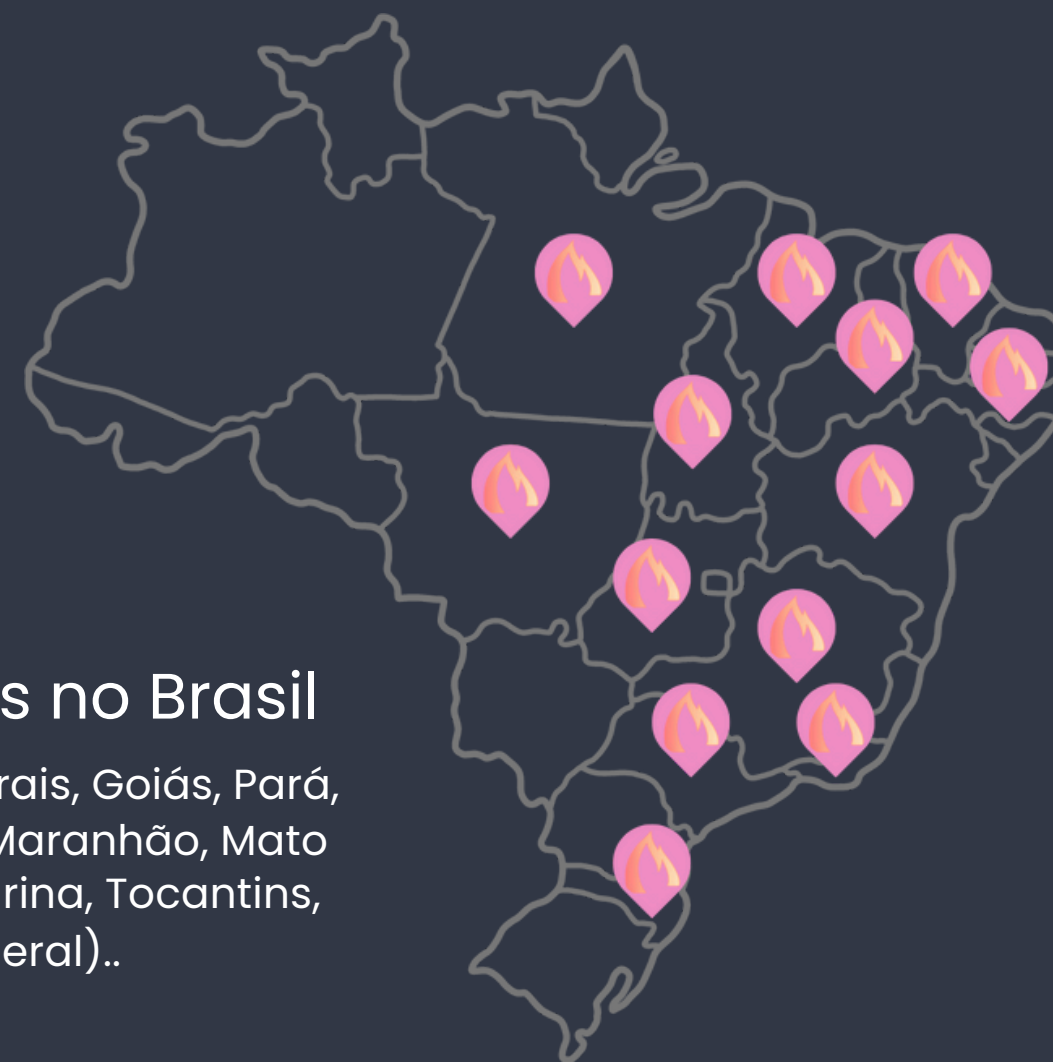 s no Brasil
rais, Goiás, Pará,
Maranhão, Mato
rina, Tocantins,
eral)..